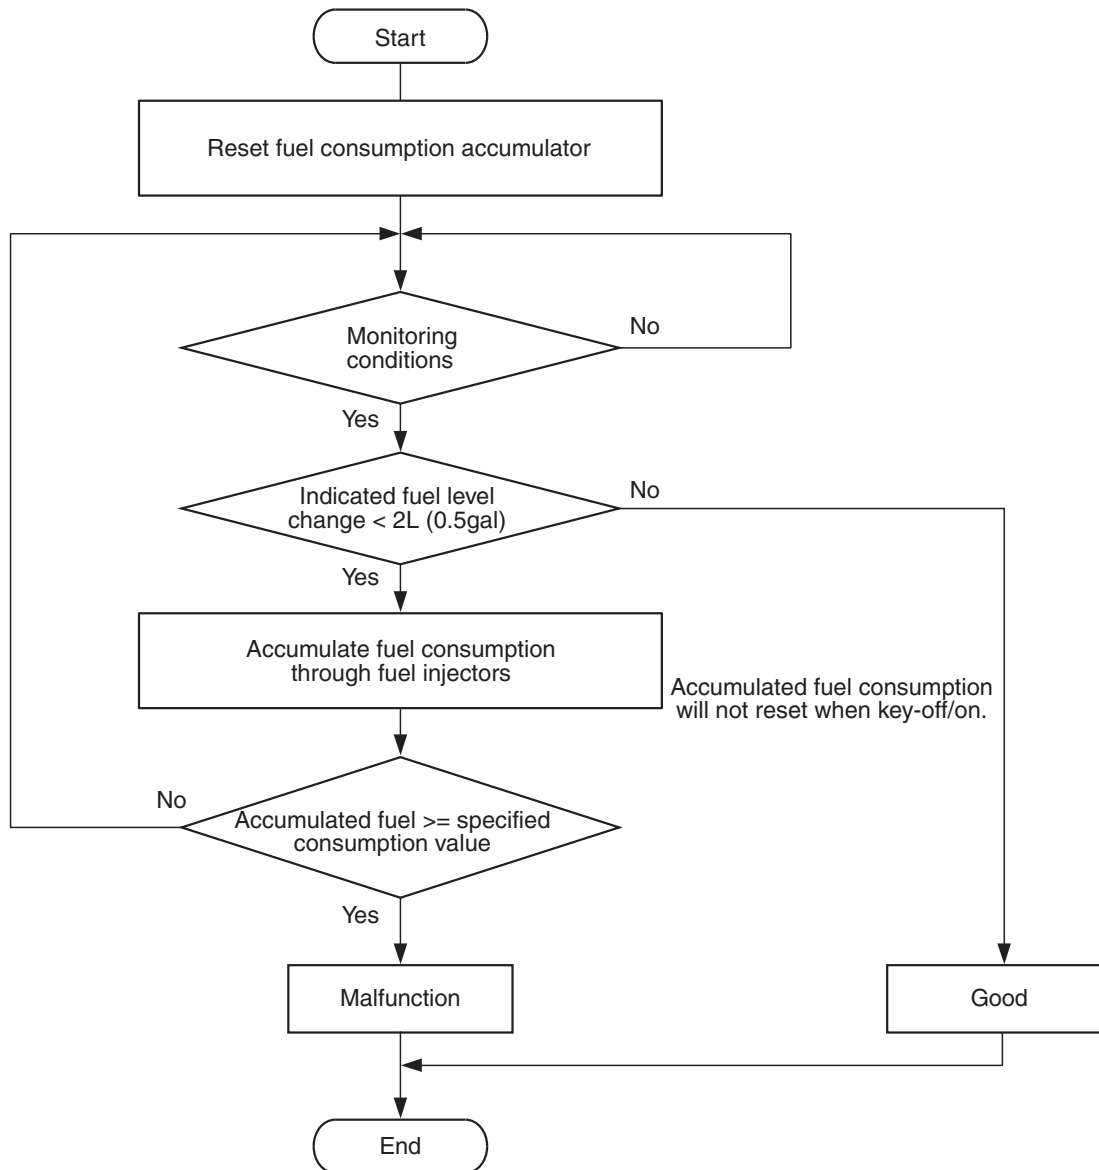 Start
Reset fuel consumption accumulator
Monitoring
conditions
No
Yes
Indicated fuel level
change < 2L (0.5gal)
No
Yes
Accumulate fuel consumption
through fuel injectors
Accumulated fuel consumption
will not reset when key-off/on.
No
Accumulated fuel >= specified
consumption value
Yes
Malfunction
Good
End